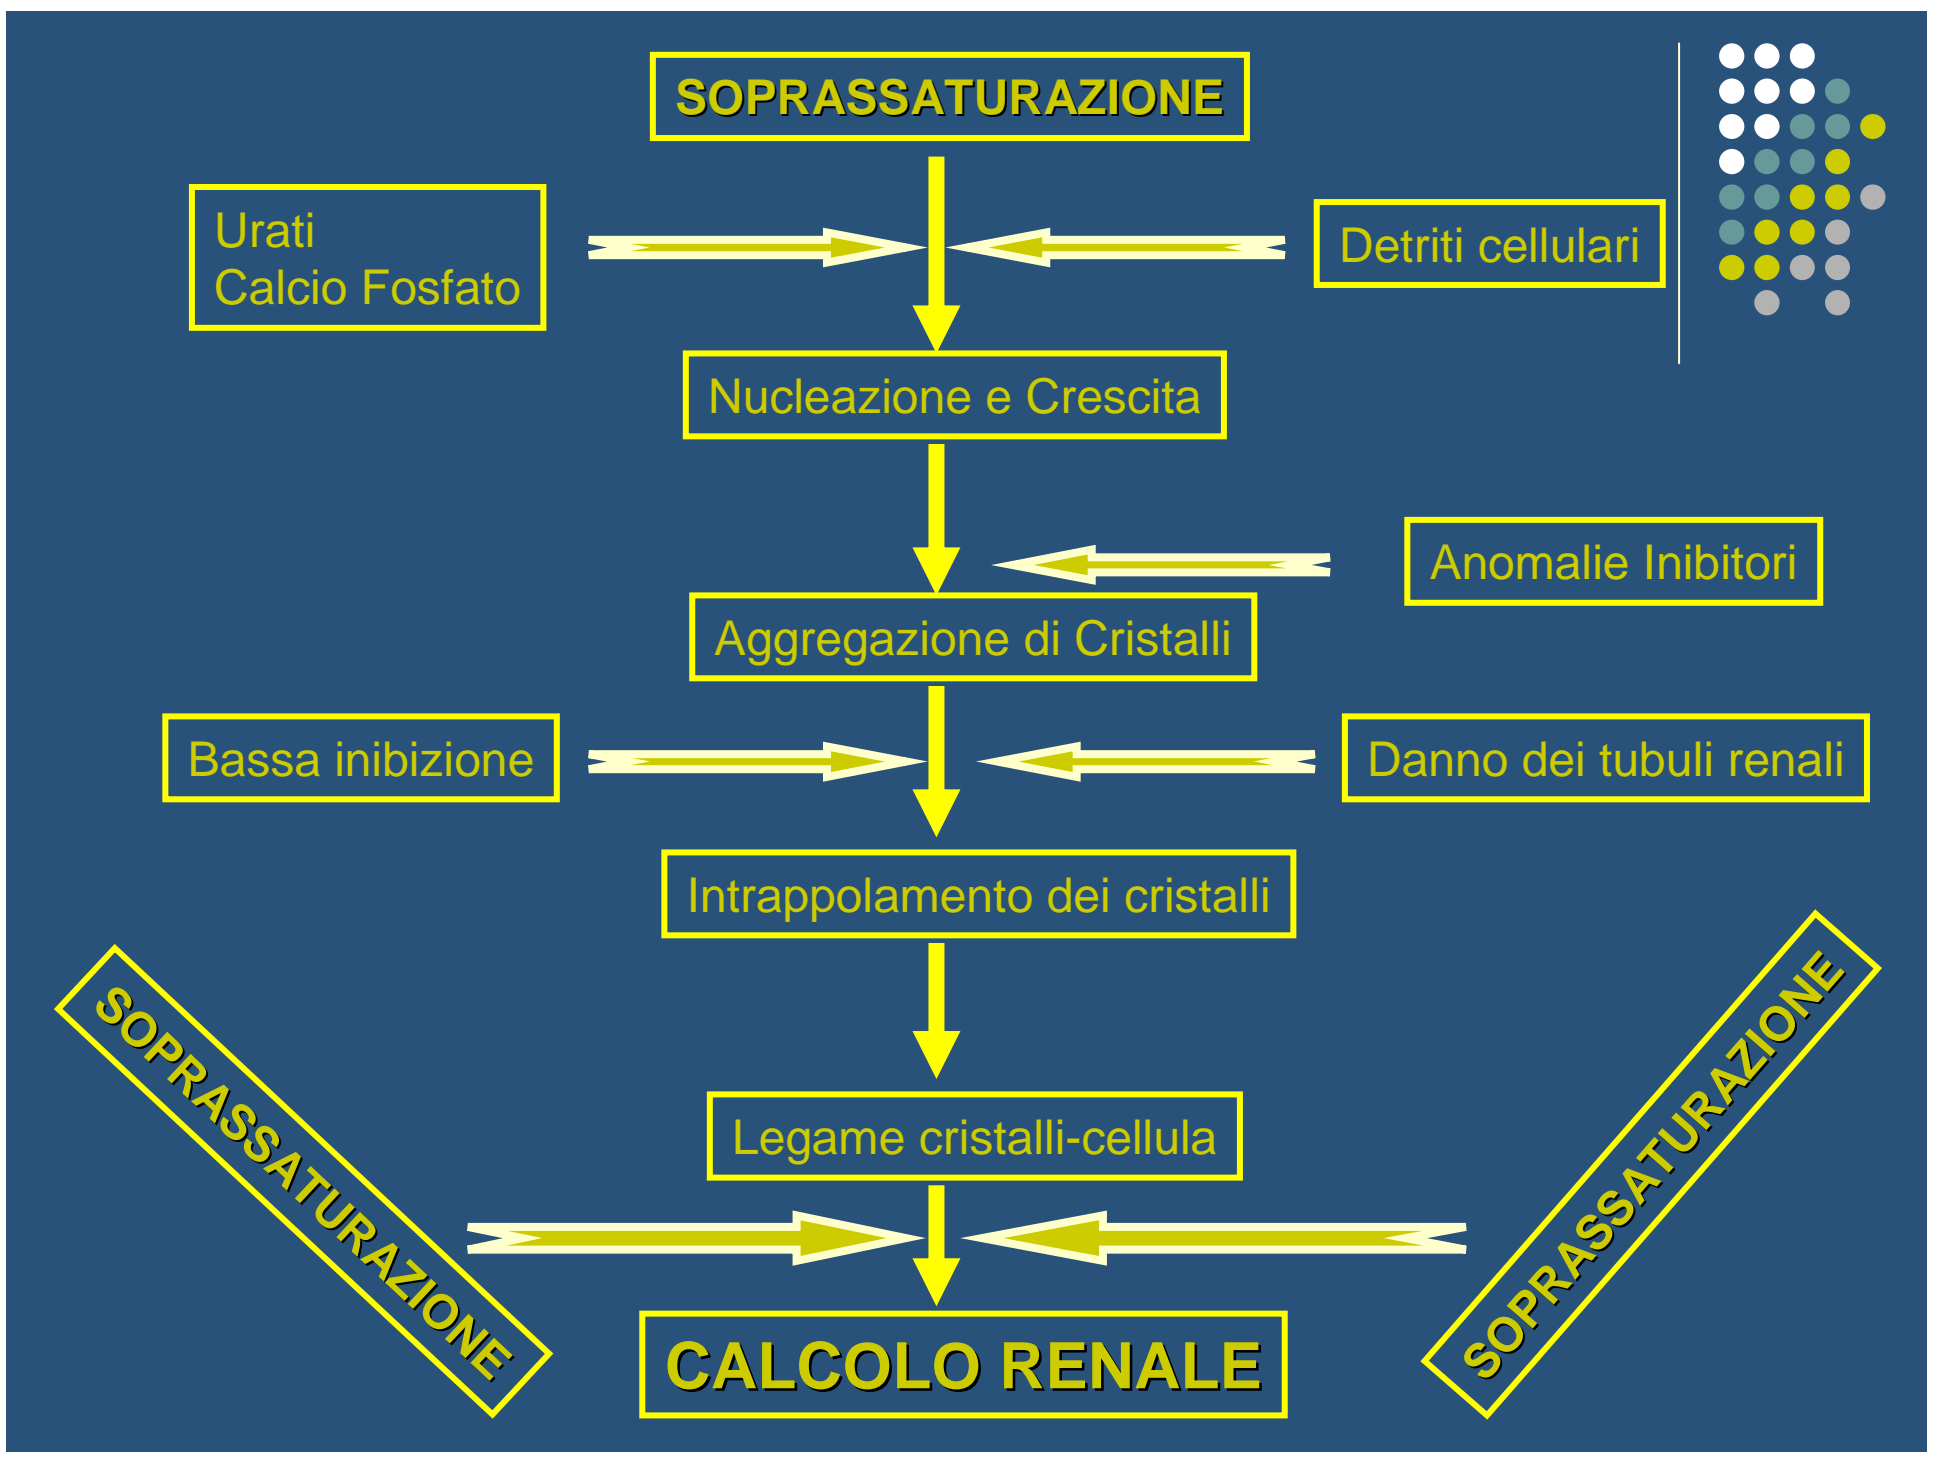 SOPRASSATURAZIONE
Urati
Calcio Fosfato
Detriti cellulari
Nucleazione e Crescita
Anomalie Inibitori
Aggregazione di Cristalli
Bassa inibizione
Danno dei tubuli renali
Intrappolamento dei cristalli
SOPRASSATURAZIONE
SOPRASSATURAZIONE
Legame cristalli-cellula
CALCOLO RENALE